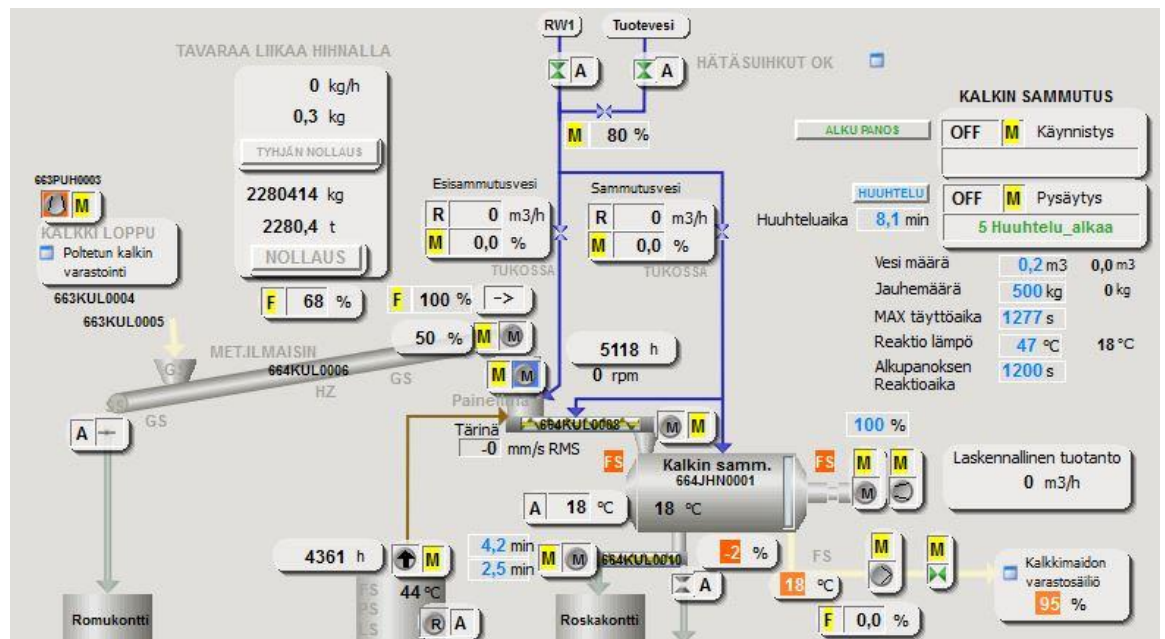 RW1
Tuotevesi
TAVARAA LIIKAA HIHNALLA
0 kg/h
0,3 kg
TYHJÄN NOLLAUS
2280414 kg
2280,4 t
NOLLAUS
F 68 %
A
A
HÄTÄSUIHKUT OK
M 80 %
KALKIN SAMMUTUS
ALKU PANOS
OFF M Käynnistys
HUUHTELU
OFF M Pysäytys
Huuhteluaika 8,1 min
5 Huuhtelu_alkaa
663PUH0003
M
KALKKI LOPPU
Poltetun kalkin
varastointi
663KUL0004
663KUL0005
Esisammutusvesi
R 0 m3/h
M 0,0 %
TUKOSSA
Sammutusvesi
R 0 m3/h
M 0,0 %
TUKOSSA
Vesi määrä 0,2 m3 0,0 m3
Jauhemäärä 500 kg 0 kg
MAX täyttöaika 1277 s
Reaktio lämpö 47 °C 18 °C
Alkupanoksen
Reaktioaika 1200 s
F 100 % ->
50 % M M
MET.ILMAISIN
664KUL0006
HZ
GS
GS
GS
GS
A
M M
5118 h
0 rpm
Tärinä
-0 mm/s RMS
664KUL0008
M M
FS
Kalkin samm.
664JHN0001
18 °C
A 18 °C
FS
100 %
M M
M
Laskennallinen tuotanto
0 m3/h
4361 h
M
44 °C
FS
PS
LS
R A
4,2 min
2,5 min
M M
664KUL0010
A
-2 %
FS
18 °C
M
M
F 0,0 %
Kalkkimaidon
varastosäiliö
95 %
Romukontti
Roskakontti